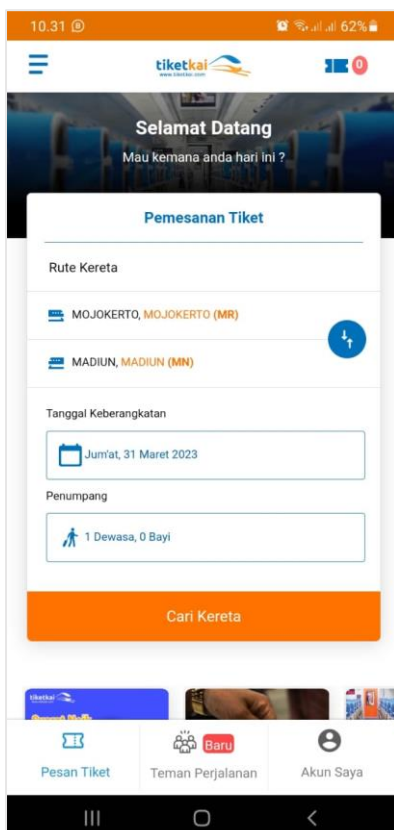 10.31
62%
tiketkai
www.tiketkai.com
0
Selamat Datang
Mau kemana anda hari ini ?
Pemesanan Tiket
Rute Kereta
MOJOKERTO, MOJOKERTO (MR)
MADIUN, MADIUN (MN)
Tanggal Keberangkatan
Jum'at, 31 Maret 2023
Penumpang
1 Dewasa, 0 Bayi
Cari Kereta
tiketkai
Baru
Pesan Tiket
Teman Perjalanan
Akun Saya